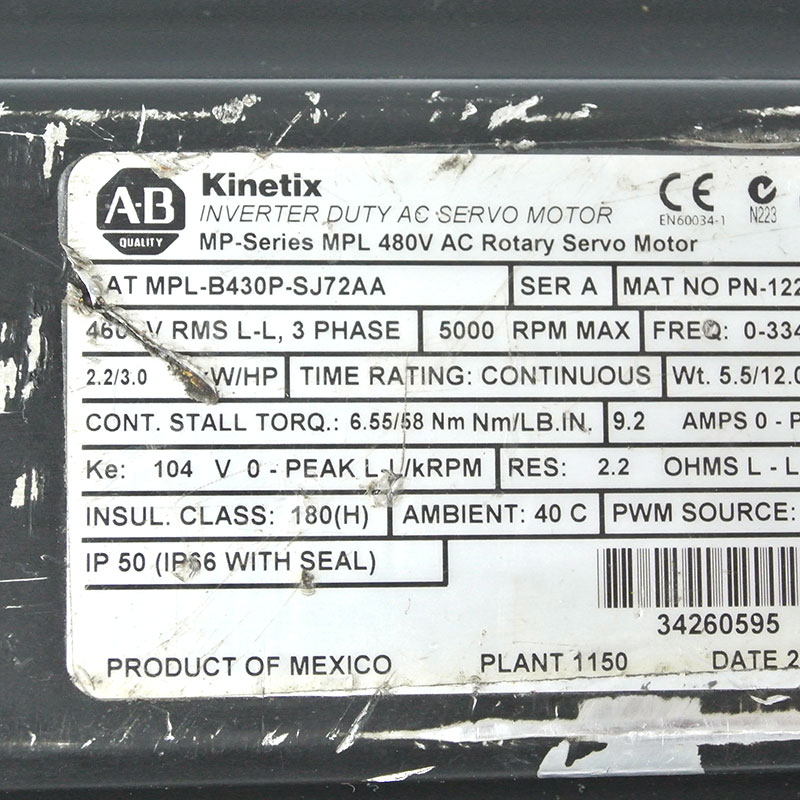 A-B
QUALITY
Kinetix
INVERTER DUTY AC SERVO MOTOR
MP-Series MPL 480V AC Rotary Servo Motor
CE
EN60034-1
N223
AT MPL-B430P-SJ72AA SER A MAT NO PN-122
460 V RMS L-L, 3 PHASE 5000 RPM MAX FREQ: 0-334
2.2/3.0 kW/HP TIME RATING: CONTINUOUS Wt. 5.5/12.0
CONT. STALL TORQ.: 6.55/58 Nm Nm/LB.IN. 9.2 AMPS 0 - P
Ke: 104 V 0 - PEAK L-L/kRPM RES: 2.2 OHMS L - L
INSUL. CLASS: 180(H) AMBIENT: 40 C PWM SOURCE:
IP 50 (IP66 WITH SEAL)
34260595
PRODUCT OF MEXICO PLANT 1150 DATE 2